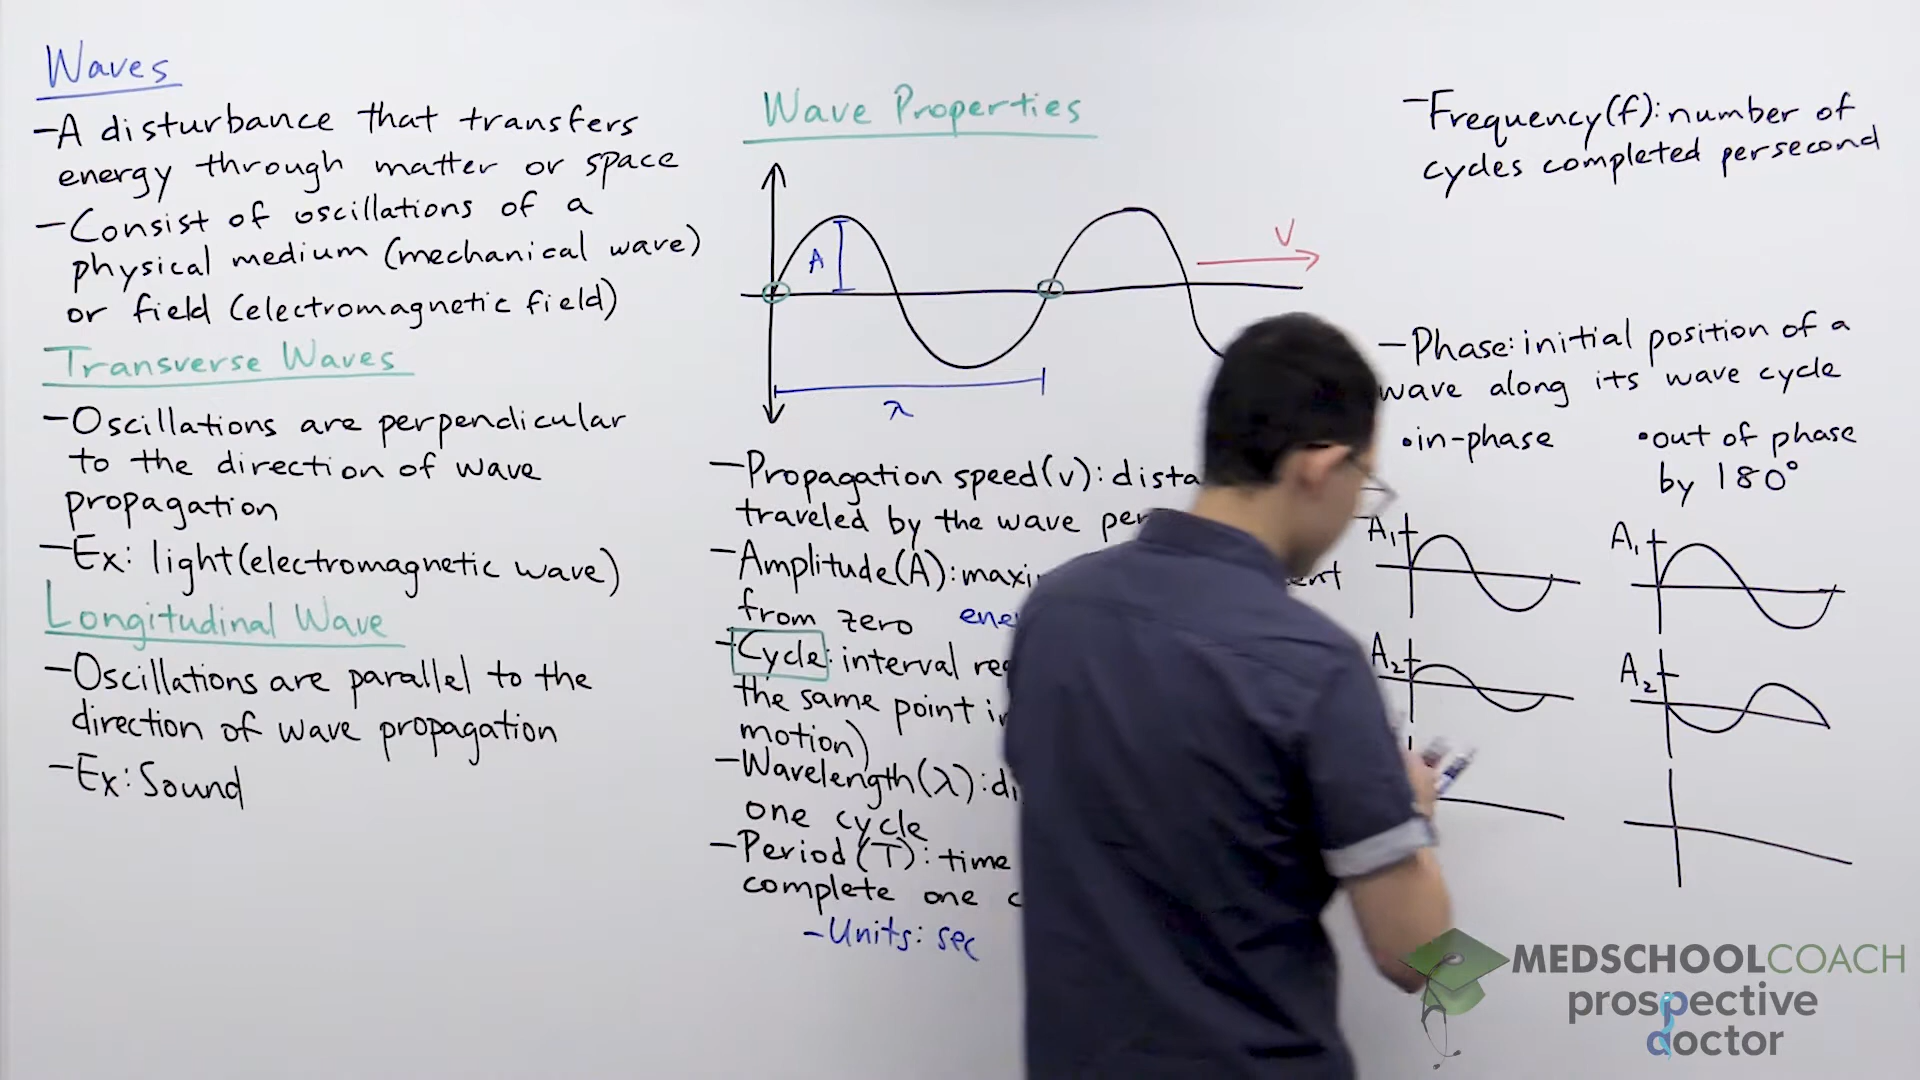 Waves
-A disturbance that transfers
energy through matter or space
-Consist of oscillations of a
physical medium (mechanical wave)
or field (electromagnetic field)
Transverse Waves
-Oscillations are perpendicular
to the direction of wave
propagation
-Ex: light(electromagnetic wave)
Longitudinal Wave
-Oscillations are parallel to the
direction of wave propagation
-Ex: Sound
Wave Properties
A
V
λ
-Propagation speed(v): dista
traveled by the wave per
-Amplitude(A): maxi
from zero
-Cycle: interval
the same point
motion)
-Wavelength(λ):
one cycle
-Period(T): time
complete one
-Units: sec
-Frequency(f): number of
cycles completed per second
-Phase: initial position of a
wave along its wave cycle
•in-phase
•out of phase
by 180°
A₁
A₁
A₂
A₂
MEDSCHOOLCOACH
prospective
doctor